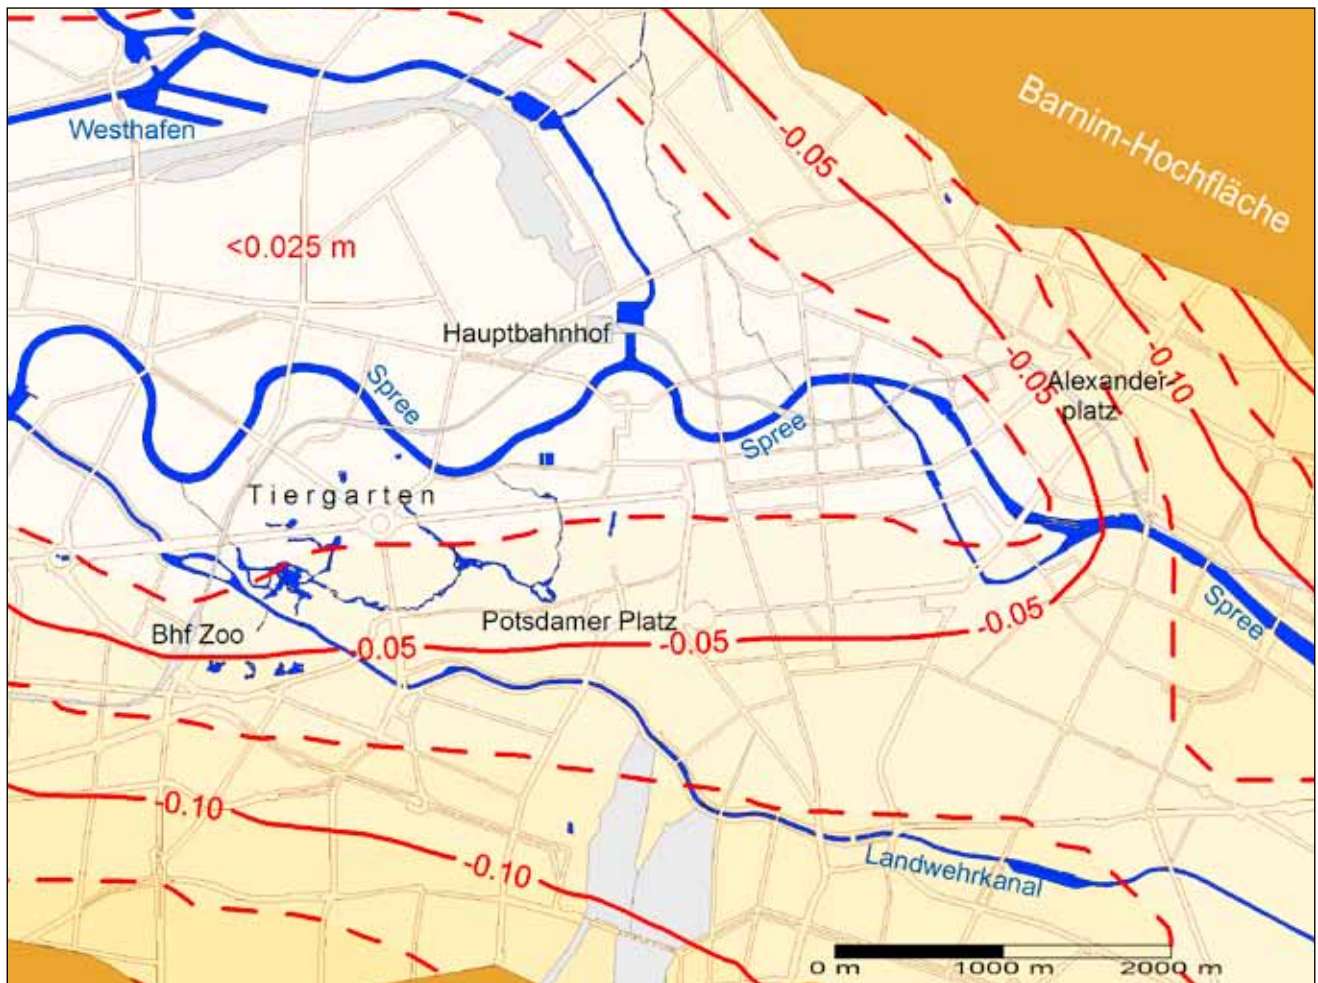 Barnim-Hochfläche
Westhafen
-0.05
<0.025 m
Hauptbahnhof
-0.05
-0.10
Alexander-
platz
Spree
Spree
Tiergarten
Spree
-0.05
Potsdamer Platz
Bhf Zoo
-0.05
0.05
-0.10
-0.10
Landwehrkanal
0 m 1000 m 2000 m